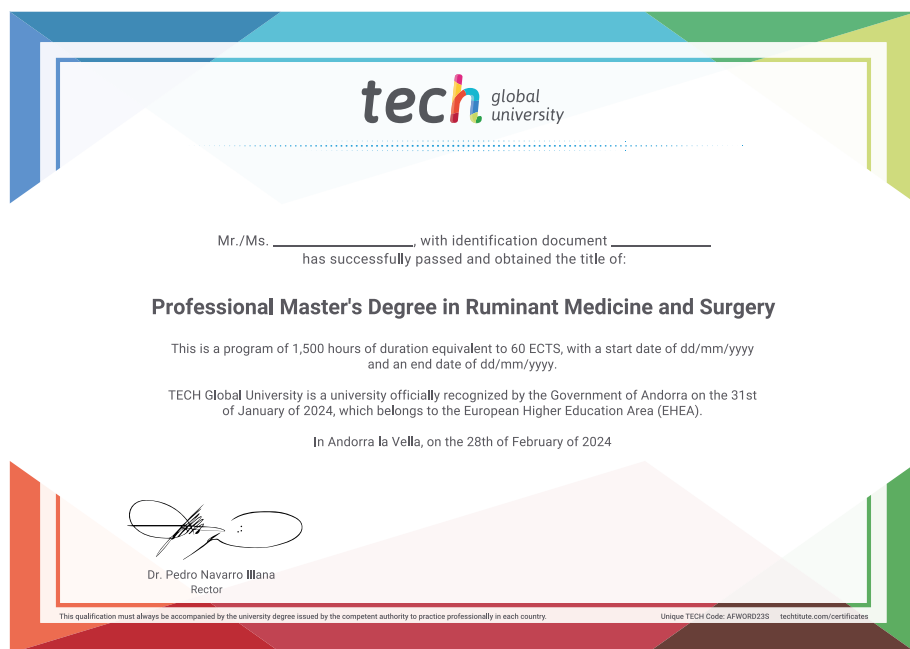 tech global
university
Mr./Ms. ____________, with identification document ____________
has successfully passed and obtained the title of:
Professional Master's Degree in Ruminant Medicine and Surgery
This is a program of 1,500 hours of duration equivalent to 60 ECTS, with a start date of dd/mm/yyyy
and an end date of dd/mm/yyyy.
TECH Global University is a university officially recognized by the Government of Andorra on the 31st
of January of 2024, which belongs to the European Higher Education Area (EHEA).
In Andorra la Vella, on the 28th of February of 2024
Dr. Pedro Navarro Illana
Rector
This qualification must always be accompanied by the university degree issued by the competent authority to practice professionally in each country.
Unique TECH Code: AFWORD23S techtitute.com/certificates